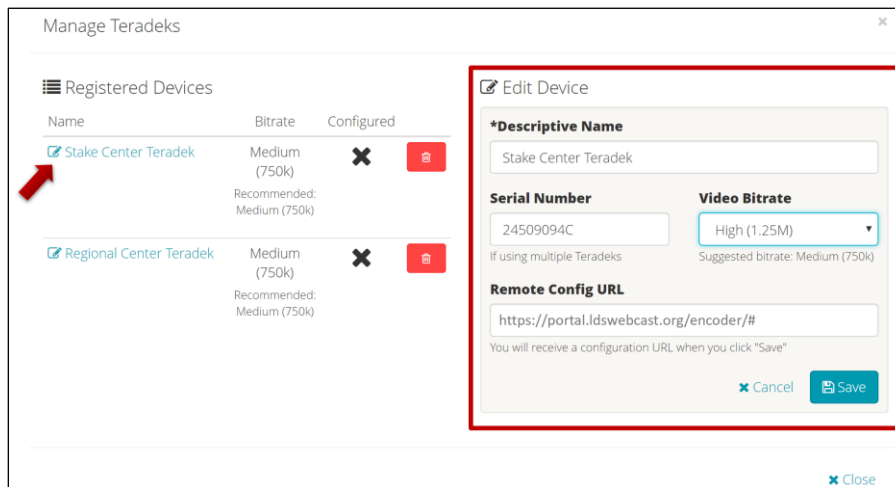 Manage Teradeks
×
Registered Devices
Name Bitrate Configured
Stake Center Teradek Medium
(750k)
Recommended:
Medium (750k)
Regional Center Teradek Medium
(750k)
Recommended:
Medium (750k)
Edit Device
*Descriptive Name
Stake Center Teradek
Serial Number Video Bitrate
24509094C High (1.25M)
If using multiple Teradeks Suggested bitrate: Medium (750k)
Remote Config URL
https://portal.ldswebcast.org/encoder/#
You will receive a configuration URL when you click "Save"
Cancel Save
Close